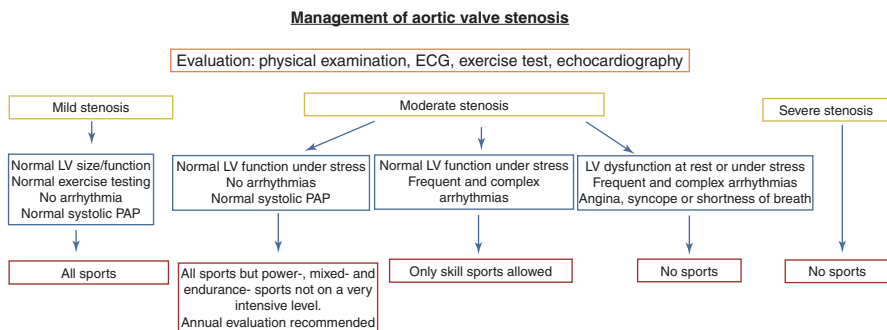 Management of aortic valve stenosis
Evaluation: physical examination, ECG, exercise test, echocardiography
Mild stenosis
Moderate stenosis
Severe stenosis
Normal LV size/function
Normal exercise testing
No arrhythmia
Normal systolic PAP
Normal LV function under stress
No arrhythmias
Normal systolic PAP
Normal LV function under stress
Frequent and complex
arrhythmias
LV dysfunction at rest or under stress
Frequent and complex arrhythmias
Angina, syncope or shortness of breath
All sports
All sports but power-, mixed- and
endurance- sports not on a very
intensive level.
Annual evaluation recommended
Only skill sports allowed
No sports
No sports